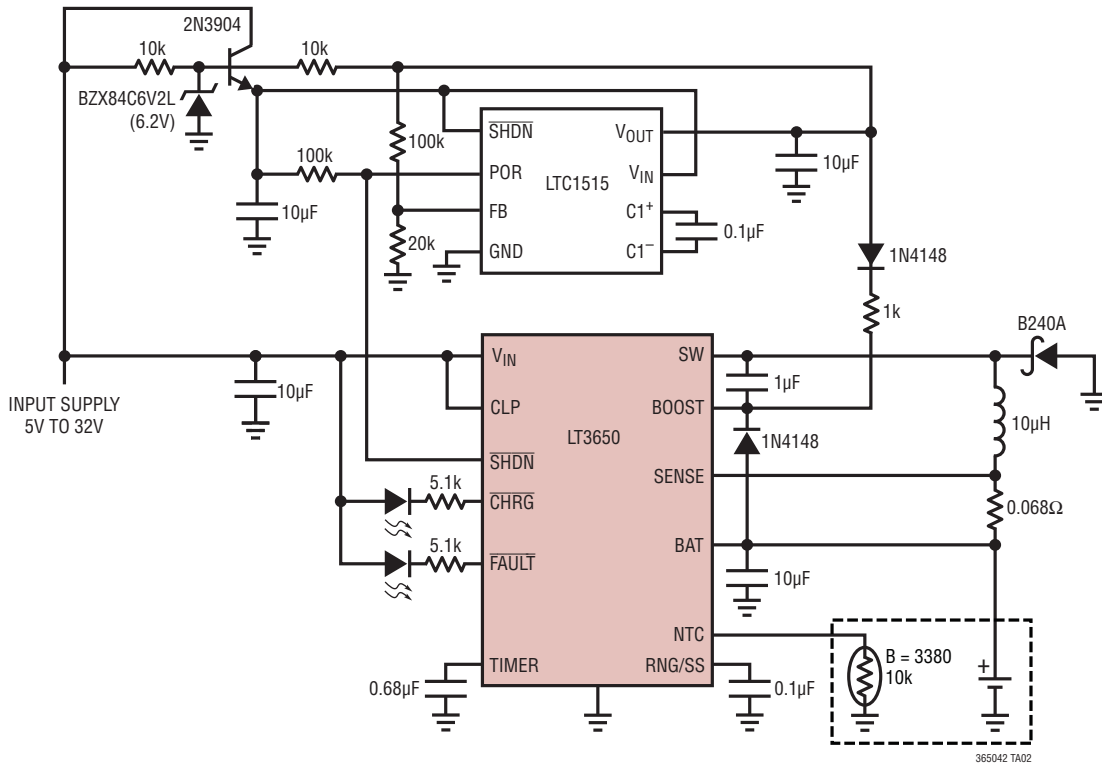 2N3904
10k
10k
BZX84C6V2L
(6.2V)
100k
100k
10µF
20k
SHDN
POR
FB
GND
LTC1515
VOUT
VIN
C1+
C1–
10µF
0.1µF
1N4148
1k
B240A
INPUT SUPPLY
5V TO 32V
10µF
VIN
CLP
SHDN
CHRG
FAULT
TIMER
LT3650
SW
BOOST
SENSE
BAT
NTC
RNG/SS
5.1k
5.1k
0.68µF
1µF
1N4148
10µH
0.068Ω
10µF
0.1µF
B = 3380
10k
+
365042 TA02